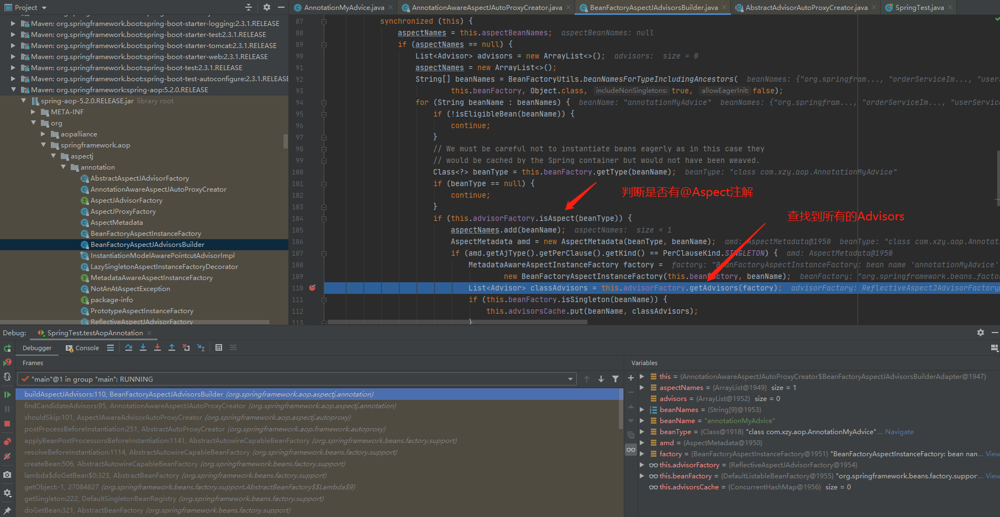 Project
AnnotationMyAdvice.java
AnnotationAwareAspectJAutoProxyCreator.java
BeanFactoryAspectJAdvisorsBuilder.java
AbstractAdvisorAutoProxyCreator.java
SpringTest.java
Maven: org.springframework.boot:spring-boot-starter-logging:2.3.1.RELEASE
Maven: org.springframework.boot:spring-boot-starter-test:2.3.1.RELEASE
Maven: org.springframework.boot:spring-boot-starter-tomcat:2.3.1.RELEASE
Maven: org.springframework.boot:spring-boot-starter-web:2.3.1.RELEASE
Maven: org.springframework.boot:spring-boot-test:2.3.1.RELEASE
Maven: org.springframework.boot:spring-boot-test-autoconfigure:2.3.1.RELEASE
Maven: org.springframework:spring-aop:5.2.0.RELEASE
spring-aop-5.2.0.RELEASE.jar library root
META-INF
org
aopalliance
springframework.aop
aspectj
annotation
AbstractAspectJAdvisorFactory
AnnotationAwareAspectJAutoProxyCreator
AspectJAdvisorFactory
AspectJProxyFactory
AspectMetadata
BeanFactoryAspectInstanceFactory
BeanFactoryAspectJAdvisorsBuilder
InstantiationModelAwarePointcutAdvisorImpl
LazySingletonAspectInstanceFactoryDecorator
MetadataAwareAspectInstanceFactory
NotAnAtAspectException
package-info
PrototypeAspectInstanceFactory
ReflectiveAspectJAdvisorFactory
87 synchronized (this) {
88 aspectNames = this.aspectBeanNames; aspectBeanNames: null
89 if (aspectNames == null) {
90 List<Advisor> advisors = new ArrayList<>(); advisors: size = 0
91 aspectNames = new ArrayList<>();
92 String[] beanNames = BeanFactoryUtils.beanNamesForTypeIncludingAncestors( beanNames: {"org.springfram..., "orderServiceIm..., "user
93 this.beanFactory, Object.class, includeNonSingletons: true, allowEagerInit: false);
94 for (String beanName : beanNames) { beanName: "annotationMyAdvice" beanNames: {"org.springfram..., "orderServiceIm..., "userServic
95 if (!isEligibleBean(beanName)) {
96 continue;
97 }
98 // We must be careful not to instantiate beans eagerly as in this case they
99 // would be cached by the Spring container but would not have been weaved.
100 Class<?> beanType = this.beanFactory.getType(beanName); beanType: "class com.xzy.aop.AnnotationMyAdvice"
101 if (beanType == null) {
102 continue;
判断是否有@Aspect注解
103 }
104 if (this.advisorFactory.isAspect(beanType)) {
查找到所有的Advisors
105 aspectNames.add(beanName); aspectNames: size = 1
106 AspectMetadata amd = new AspectMetadata(beanType, beanName); amd: AspectMetadata@1950 beanType: "class com.xzy.aop.Annotati
107 if (amd.getAjType().getPerClause().getKind() == PerClauseKind.SINGLETON) { amd: AspectMetadata@1950
108 MetadataAwareAspectInstanceFactory factory = factory: "BeanFactoryAspectInstanceFactory: bean name 'annotationMyAdvice'
109 new BeanFactoryAspectInstanceFactory(this.beanFactory, beanName); beanFactory: "org.springframework.beans.facto
110 List<Advisor> classAdvisors = this.advisorFactory.getAdvisors(factory); advisorFactory: ReflectiveAspectJAdvisorFactory@
111 if (this.beanFactory.isSingleton(beanName)) {
112 this.advisorsCache.put(beanName, classAdvisors);
113 }
Debug: SpringTest.testAopAnnotation
Debugger Console
Frames
"main"@1 in group "main": RUNNING
buildAspectJAdvisors:110, BeanFactoryAspectJAdvisorsBuilder (org.springframework.aop.aspectj.annotation)
findCandidateAdvisors:95, AnnotationAwareAspectJAutoProxyCreator (org.springframework.aop.aspectj.annotation)
shouldSkip:101, AspectJAwareAdvisorAutoProxyCreator (org.springframework.aop.aspectj.autoproxy)
postProcessBeforeInstantiation:251, AbstractAutoProxyCreator (org.springframework.aop.framework.autoproxy)
applyBeanPostProcessorsBeforeInstantiation:1141, AbstractAutowireCapableBeanFactory (org.springframework.beans.factory.support)
resolveBeforeInstantiation:1114, AbstractAutowireCapableBeanFactory (org.springframework.beans.factory.support)
createBean:506, AbstractAutowireCapableBeanFactory (org.springframework.beans.factory.support)
lambda$doGetBean$0:323, AbstractBeanFactory (org.springframework.beans.factory.support)
getObject:-1, 27084827 (org.springframework.beans.factory.support.AbstractBeanFactory$$Lambda$9)
getSingleton:222, DefaultSingletonBeanRegistry (org.springframework.beans.factory.support)
doGetBean:321, AbstractBeanFactory (org.springframework.beans.factory.support)
Variables
this = {AnnotationAwareAspectJAutoProxyCreator$BeanFactoryAspectJAdvisorsBuilderAdapter@1947}
aspectNames = {ArrayList@1949} size = 1
advisors = {ArrayList@1952} size = 0
beanNames = {String[9]@1953}
beanName = "annotationMyAdvice"
beanType = {Class@1918} "class com.xzy.aop.AnnotationMyAdvice"... Navigate
amd = {AspectMetadata@1950}
factory = {BeanFactoryAspectInstanceFactory@1951} "BeanFactoryAspectInstanceFactory: bean nam... View
this.advisorFactory = {ReflectiveAspectJAdvisorFactory@1954}
this.beanFactory = {DefaultListableBeanFactory@1955} "org.springframework.beans.factory.suppor... View
this.advisorsCache = {ConcurrentHashMap@1956} size = 0